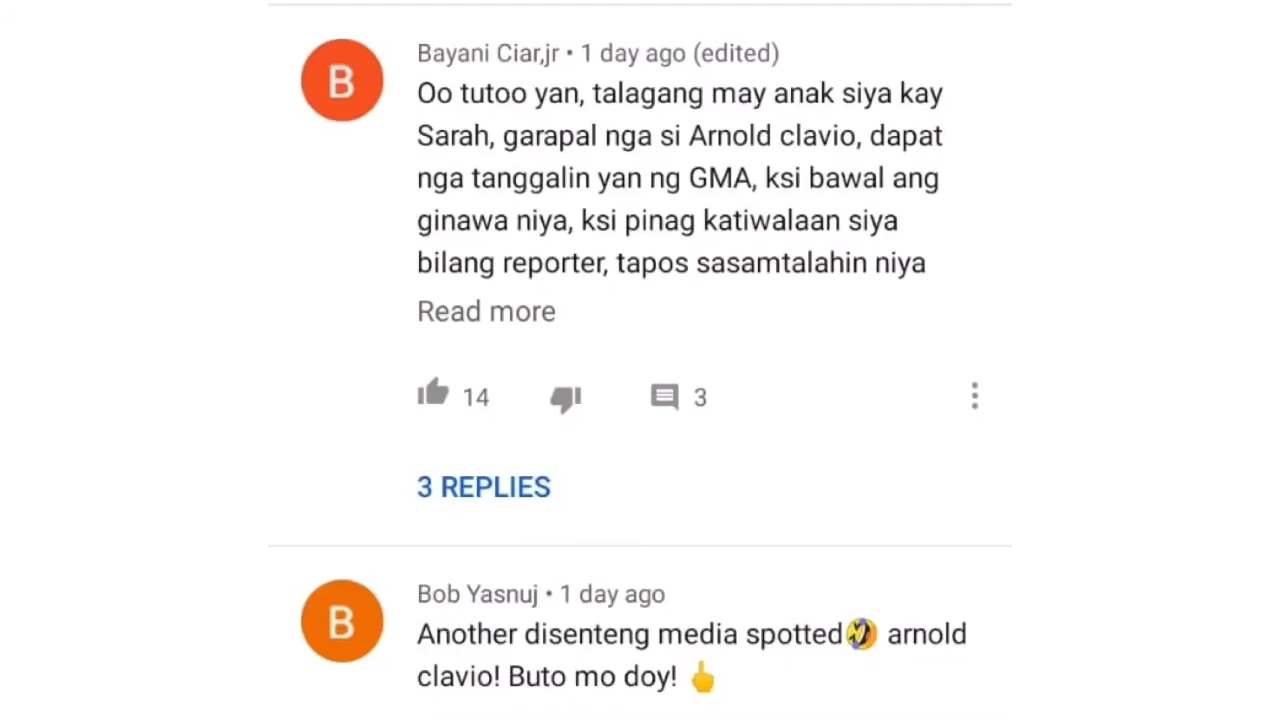 B
Bayani Ciar,jr • 1 day ago (edited)
Oo tutoo yan, talagang may anak siya kay
Sarah, garapal nga si Arnold clavio, dapat
nga tanggalin yan ng GMA, ksi bawal ang
ginawa niya, ksi pinag katiwalaan siya
bilang reporter, tapos sasamtalahin niya
Read more
14 3
3 REPLIES
B
Bob Yasnuj • 1 day ago
Another disenteng media spotted🤣 arnold
clavio! Buto mo doy! 🖕